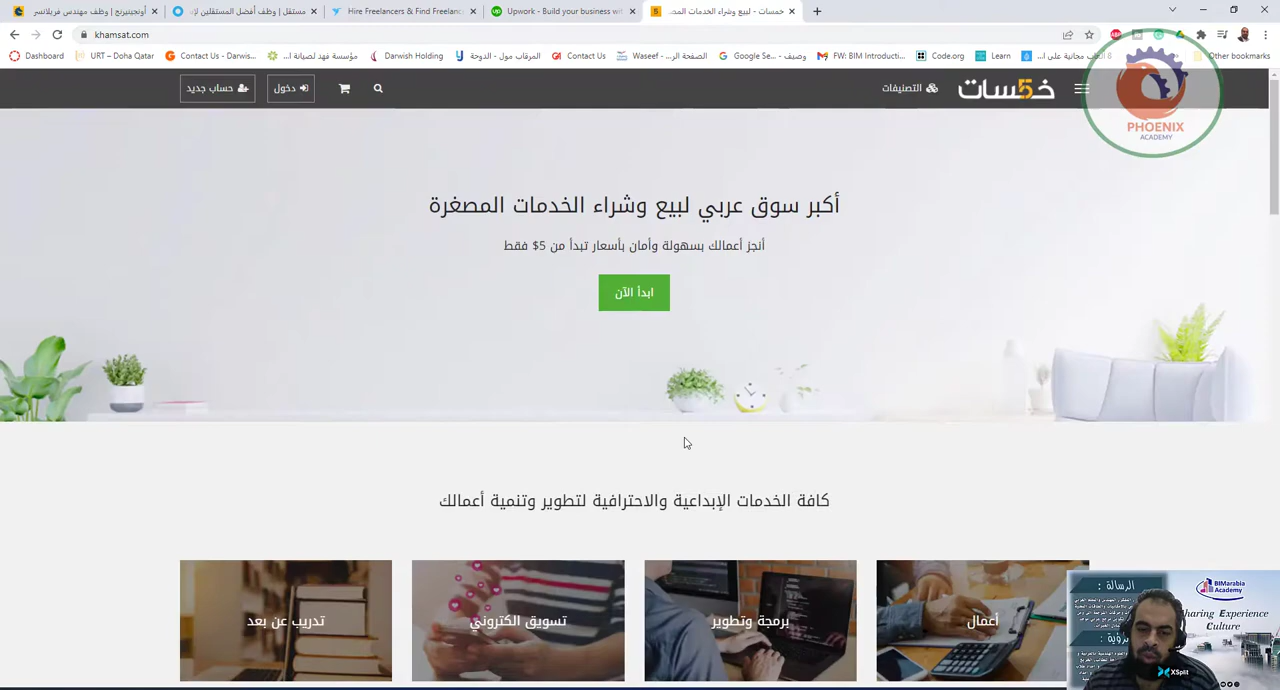 أونجينيرنج | وظف مهندس فريلانسر
مستقل | وظف أفضل المستقلين لإ
Hire Freelancers & Find Freelanc
Upwork - Build your business wit
خمسات - لبيع وشراء الخدمات المص
khamsat.com
Dashboard
URT – Doha Qatar
Contact Us - Darwis...
مؤسسة فهد لصيانة ا...
Darwish Holding
المرقاب مول - الدوحة
Contact Us
Waseef - الصفحة الر...
وصيف - Google Se...
FW: BIM Introducti...
Code.org
Learn
Other bookmarks
حساب جديد
دخول
التصنيفات
خمسات
PHOENIX
ACADEMY
أكبر سوق عربي لبيع وشراء الخدمات المصغرة
أنجز أعمالك بسهولة وأمان بأسعار تبدأ من 5$ فقط
ابدأ الآن
كافة الخدمات الإبداعية والاحترافية لتطوير وتنمية أعمالك
أعمال
برمجة وتطوير
تسويق الكتروني
تدريب عن بعد
الرسالة :
BIMarabia
Academy
Sharing Experience
Culture
XSplit